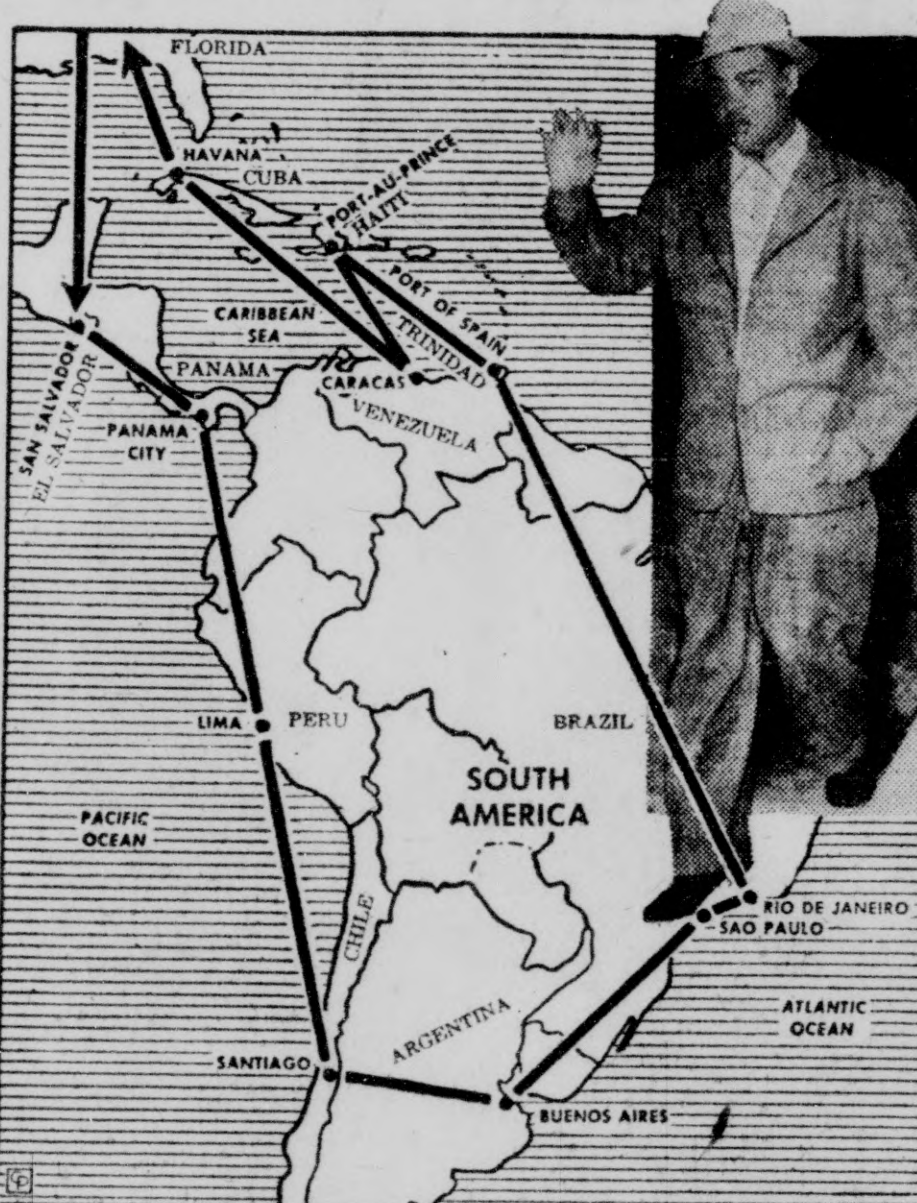 FLORIDA
HAVANA
CUBA
PORT-AU-PRINCE
HAITI
CARIBBEAN
SEA
PORT OF SPAIN
TRINIDAD
PANAMA
CARACAS
VENEZUELA
SAN SALVADOR
EL SALVADOR
PANAMA
CITY
LIMA
PERU
BRAZIL
SOUTH
AMERICA
PACIFIC
OCEAN
CHILE
RIO DE JANEIRO
SAO PAULO
ATLANTIC
OCEAN
ARGENTINA
SANTIAGO
BUENOS AIRES
CP